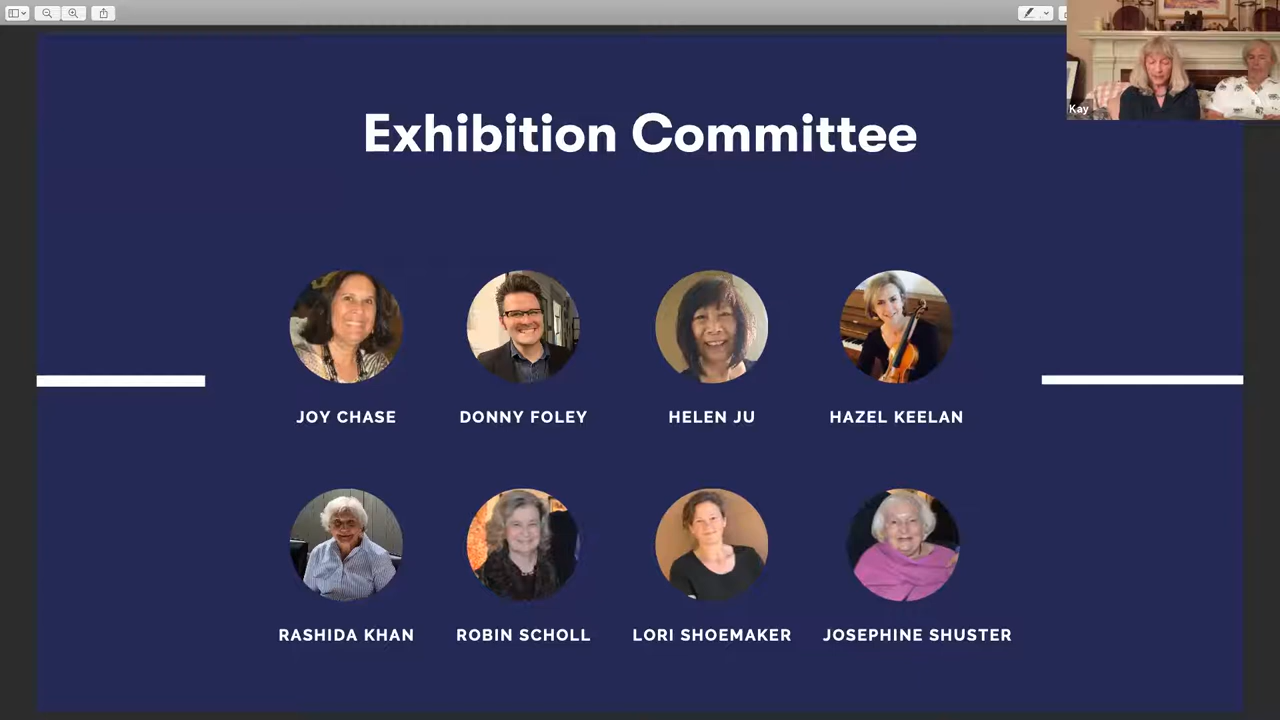 Kay
Exhibition Committee
JOY CHASE
DONNY FOLEY
HELEN JU
HAZEL KEELAN
RASHIDA KHAN
ROBIN SCHOLL
LORI SHOEMAKER
JOSEPHINE SHUSTER